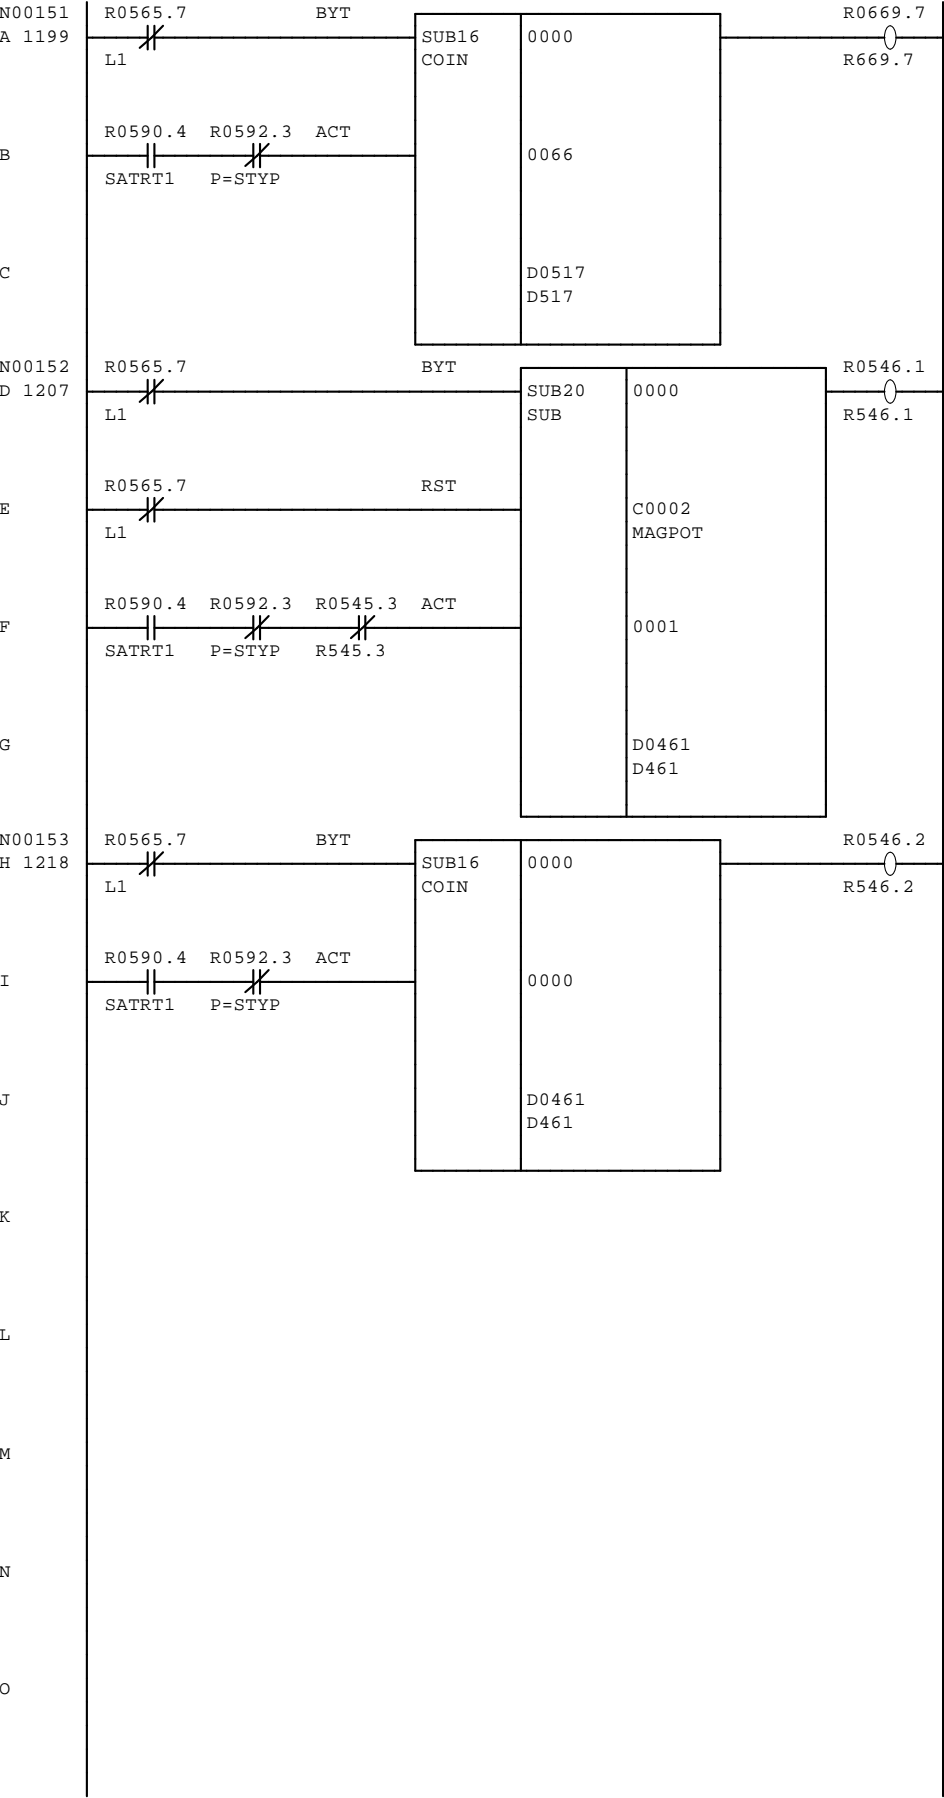 N00151 R0565.7 BYT R0669.7
A 1199 SUB16 0000
L1 COIN R669.7
R0590.4 R0592.3 ACT
B 0066
SATRT1 P=STYP
C D0517
D517
N00152 R0565.7 BYT R0546.1
D 1207 SUB20 0000
L1 SUB R546.1
R0565.7 RST
E C0002
L1 MAGPOT
R0590.4 R0592.3 R0545.3 ACT
F 0001
SATRT1 P=STYP R545.3
G D0461
D461
N00153 R0565.7 BYT R0546.2
H 1218 SUB16 0000
L1 COIN R546.2
R0590.4 R0592.3 ACT
I 0000
SATRT1 P=STYP
J D0461
D461
K
L
M
N
O